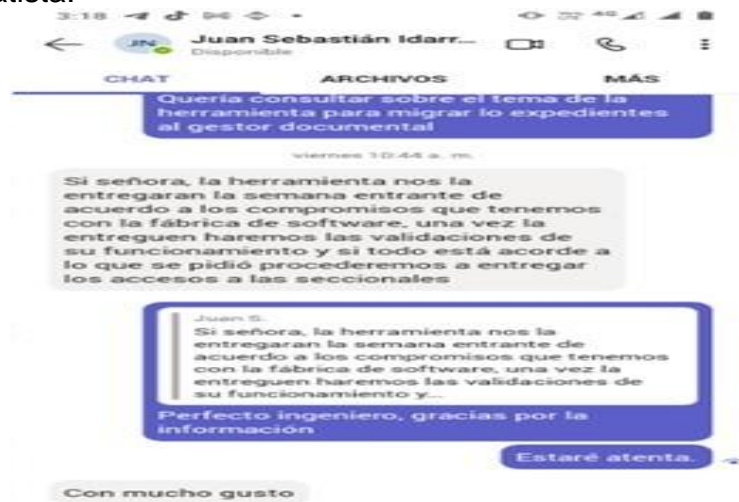 3:18
Juan Sebastián Idarr...
JN
Disponible
CHAT ARCHIVOS MÁS
Quería consultar sobre el tema de la
herramienta para migrar lo expedientes
al gestor documental
viernes 10:44 a. m.
Si señora, la herramienta nos la
entregaran la semana entrante de
acuerdo a los compromisos que tenemos
con la fábrica de software, una vez la
entreguen haremos las validaciones de
su funcionamiento y si todo está acorde a
lo que se pidió procederemos a entregar
los accesos a las seccionales
Juan S.
Si señora, la herramienta nos la
entregaran la semana entrante de
acuerdo a los compromisos que tenemos
con la fábrica de software, una vez la
entreguen haremos las validaciones de
su funcionamiento y...
Perfecto ingeniero, gracias por la
información
Estaré atenta.
Con mucho gusto